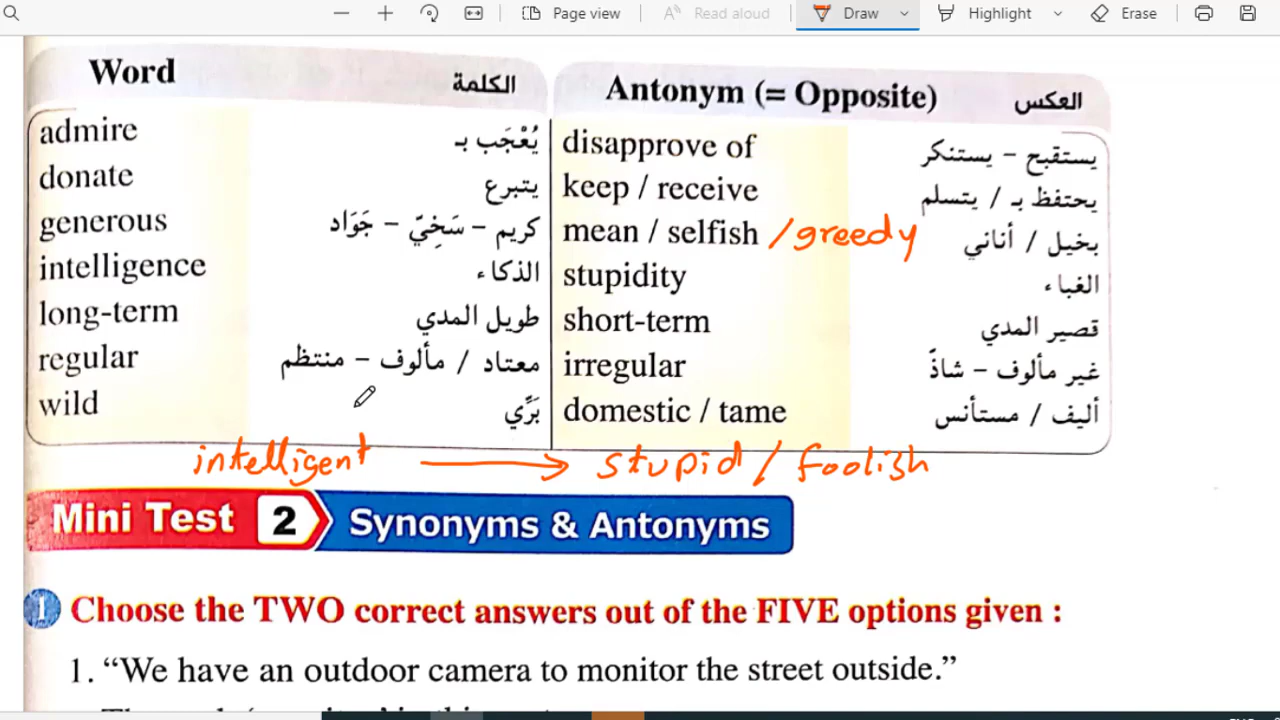 Page view
Read aloud
Draw
Highlight
Erase
Word الكلمة Antonym (= Opposite) العكس
admire يُعْجَب بـ disapprove of يستقبح – يستنكر
donate يتبرع keep / receive يحتفظ بـ / يتسلم
generous كريم – سَخِيّ – جَوَاد mean / selfish /greedy بخيل / أناني
intelligence الذكاء stupidity الغباء
long-term طويل المدي short-term قصير المدي
regular معتاد / مألوف – منتظم irregular غير مألوف – شاذّ
wild بَرِّي domestic / tame أليف / مستأنس
intelligent → stupid / foolish
Mini Test 2 Synonyms & Antonyms
1 Choose the TWO correct answers out of the FIVE options given :
1. “We have an outdoor camera to monitor the street outside.”